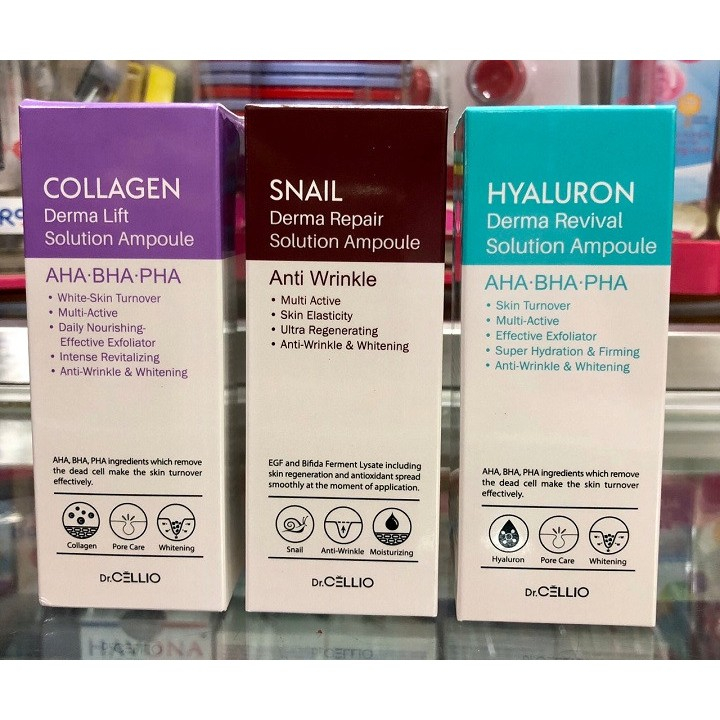 COLLAGEN
Derma Lift
Solution Ampoule
AHA·BHA·PHA
• White-Skin Turnover
• Multi-Active
• Daily Nourishing-
Effective Exfoliator
• Intense Revitalizing
• Anti-Wrinkle & Whitening
AHA, BHA, PHA ingredients which remove
the dead cell make the skin turnover
effectively.
Collagen Pore Care Whitening
Dr.CELLIO
SNAIL
Derma Repair
Solution Ampoule
Anti Wrinkle
• Multi Active
• Skin Elasticity
• Ultra Regenerating
• Anti-Wrinkle & Whitening
EGF and Bifida Ferment Lysate including
skin regeneration and antioxidant spread
smoothly at the moment of application.
Snail Anti-Wrinkle Moisturizing
Dr.CELLIO
HYALURON
Derma Revival
Solution Ampoule
AHA·BHA·PHA
• Skin Turnover
• Multi-Active
• Effective Exfoliator
• Super Hydration & Firming
• Anti-Wrinkle & Whitening
AHA, BHA, PHA ingredients which remove
the dead cell make the skin turnover
effectively.
Hyaluron Pore Care Whitening
Dr.CELLIO